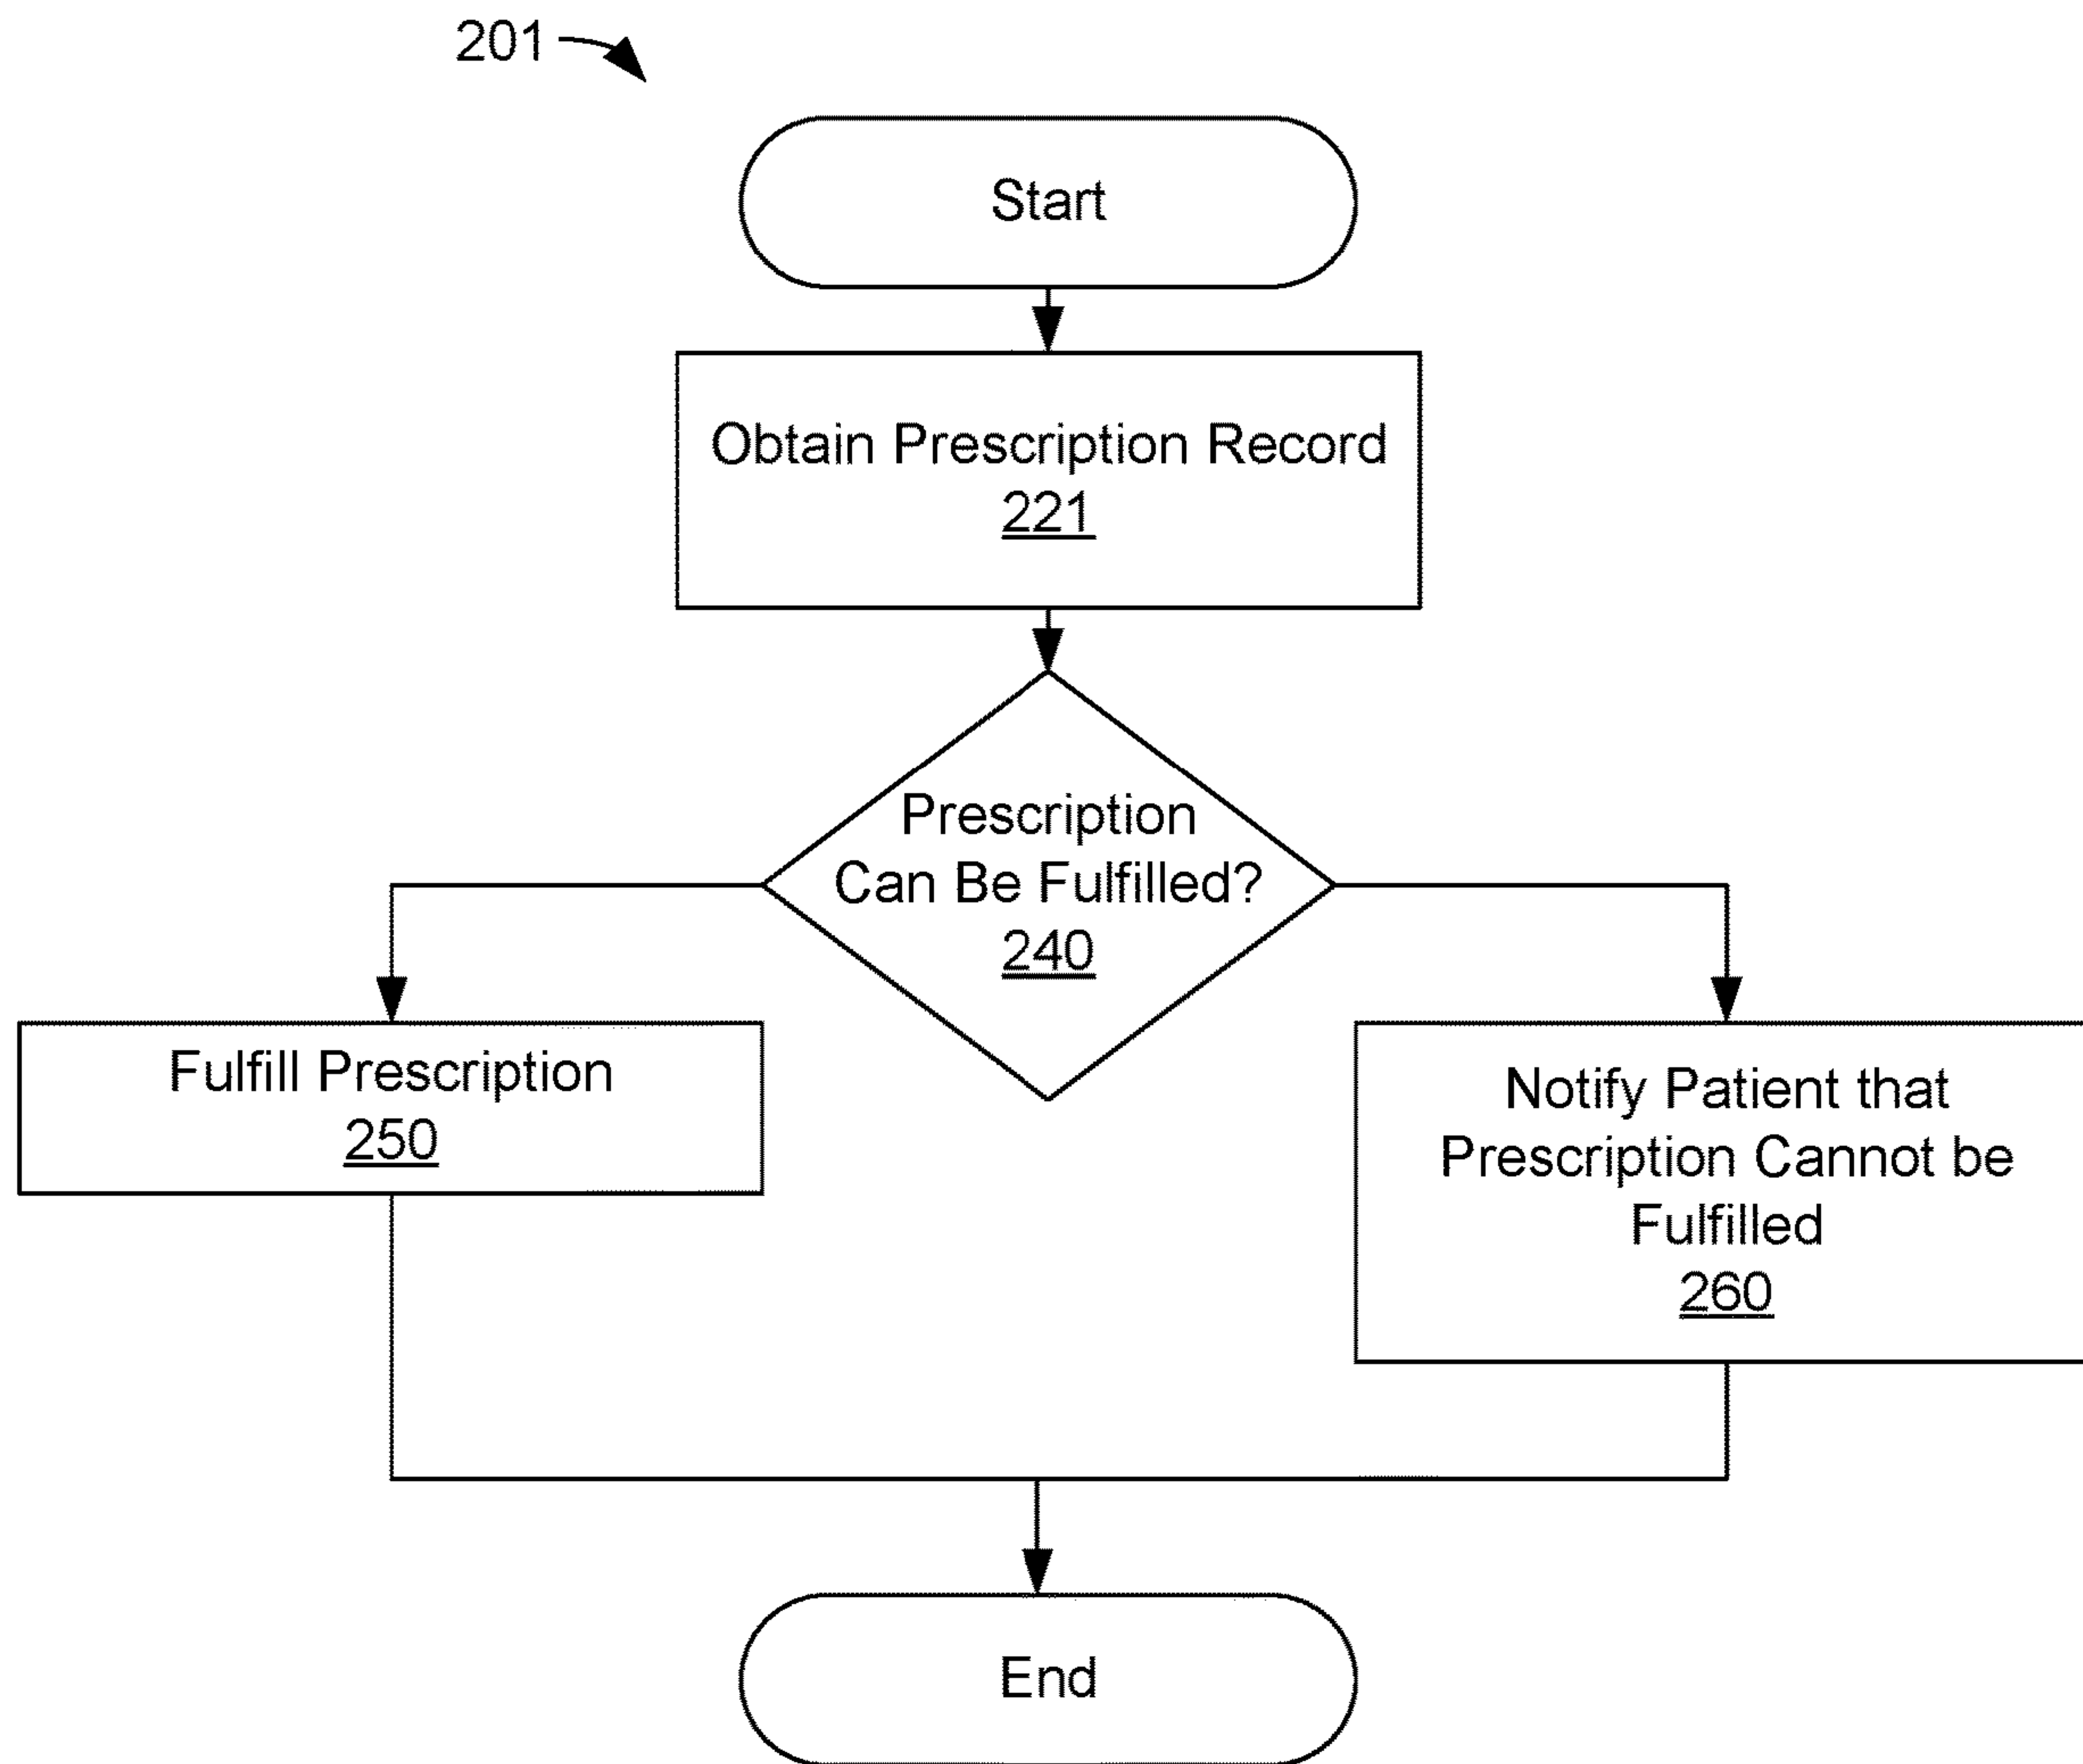 201
Start
Obtain Prescription Record
221
Prescription
Can Be Fulfilled?
240
Fulfill Prescription
250
Notify Patient that
Prescription Cannot be
Fulfilled
260
End